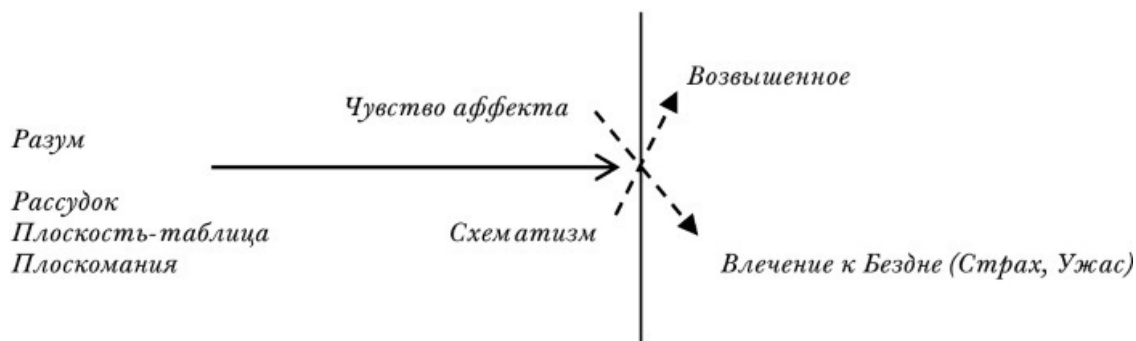 Возвышенное
Чувство аффекта
Разум
Рассудок
Плоскость-таблица
Схематизм
Плоскомания
Влечение к Бездне (Страх, Ужас)